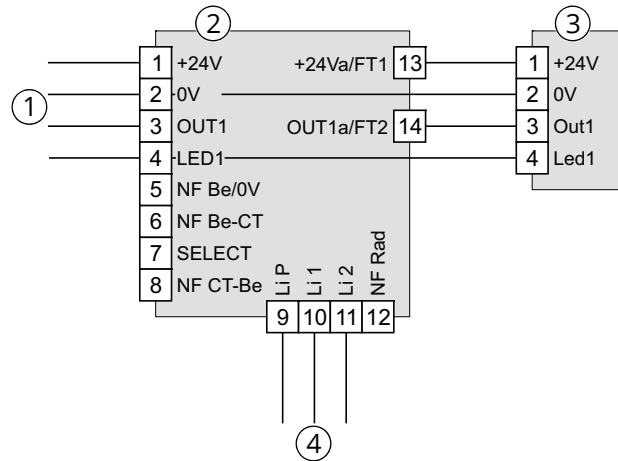 2
3
1 +24V +24Va/FT1 13 1 +24V
1
2 0V 2 0V
3 OUT1 OUT1a/FT2 14 3 Out1
4 LED1 4 Led1
5 NF Be/0V
6 NF Be-CT
7 SELECT
8 NF CT-Be
Li P Li 1 Li 2 NF Rad
9 10 11 12
4